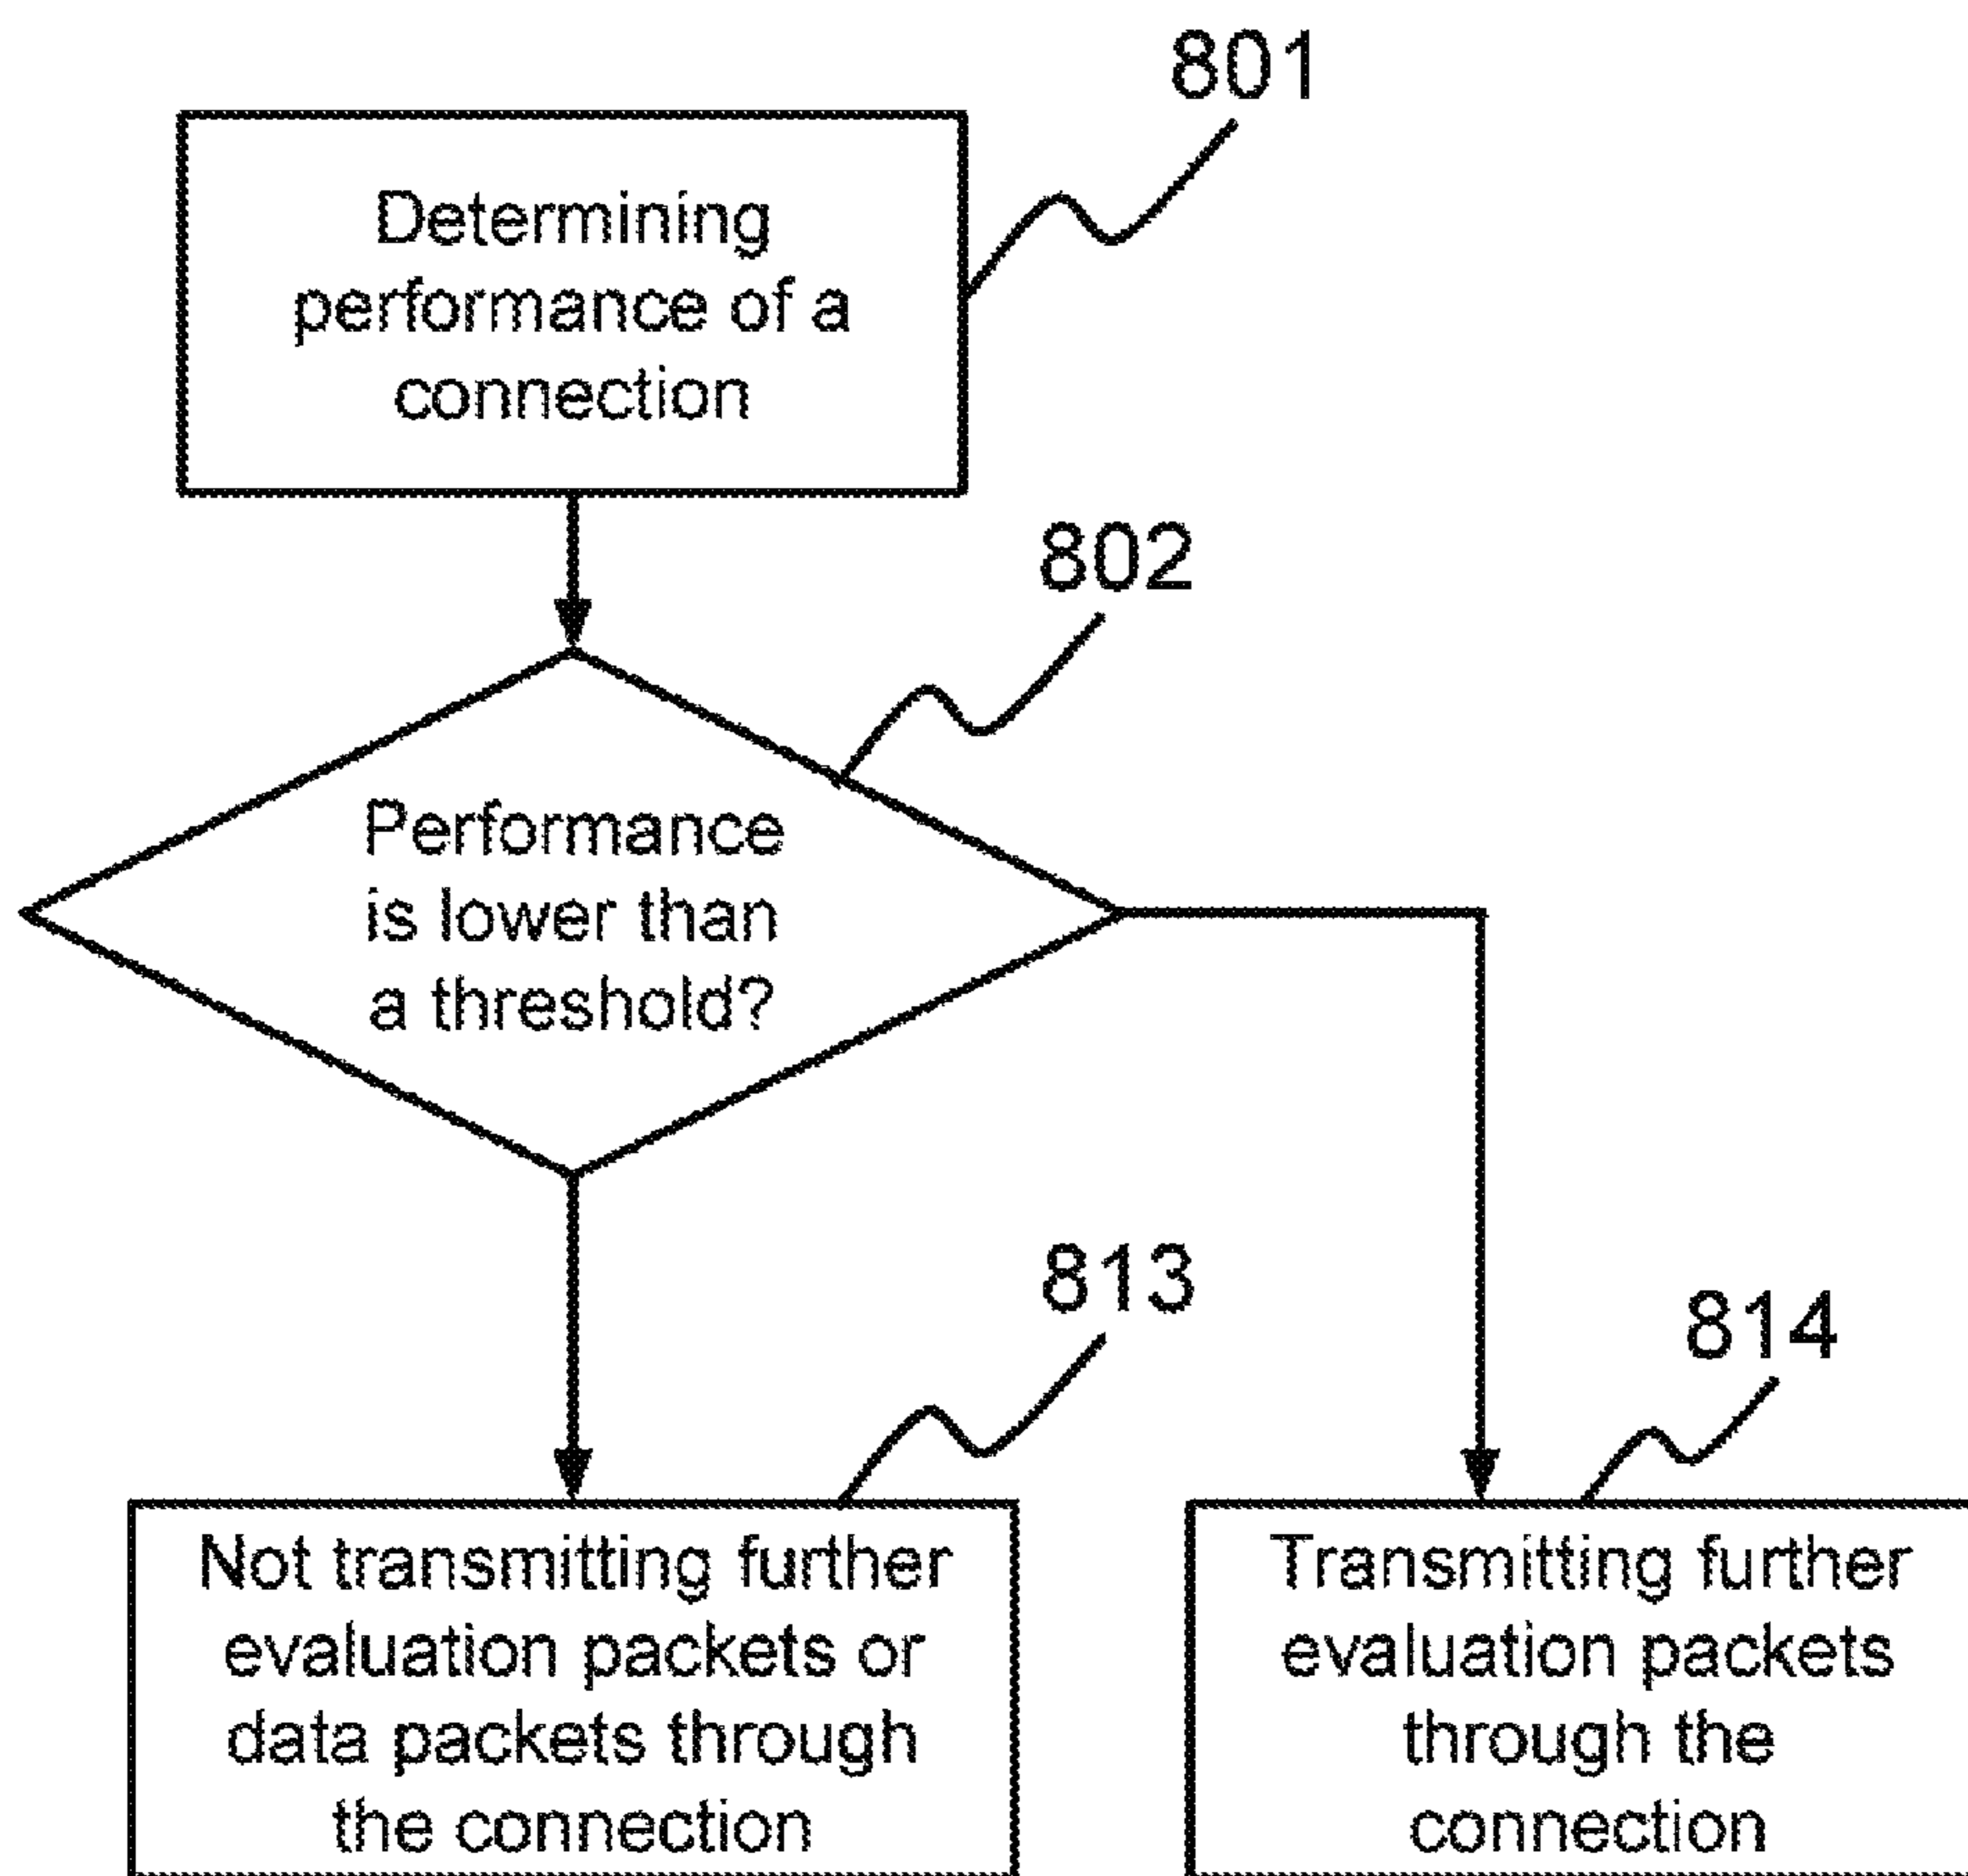 801
Determining
performance of a
connection
802
Performance
is lower than
a threshold?
813
814
Not transmitting further
evaluation packets or
data packets through
the connection
Transmitting further
evaluation packets
through the
connection